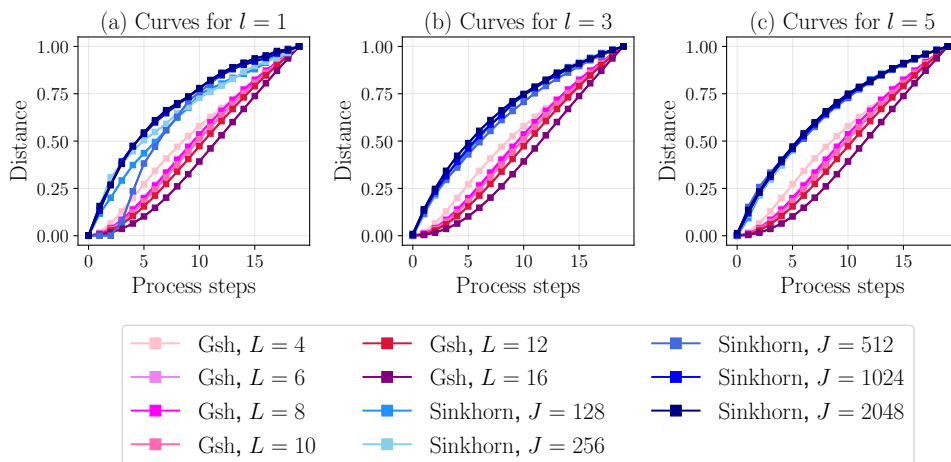 (a) Curves for l = 1
(b) Curves for l = 3
(c) Curves for l = 5
1.00
0.75
0.50
0.25
0.00
Distance
0 5 10 15
Process steps
1.00
0.75
0.50
0.25
0.00
Distance
0 5 10 15
Process steps
1.00
0.75
0.50
0.25
0.00
Distance
0 5 10 15
Process steps
Gsh, L = 4
Gsh, L = 6
Gsh, L = 8
Gsh, L = 10
Gsh, L = 12
Gsh, L = 16
Sinkhorn, J = 128
Sinkhorn, J = 256
Sinkhorn, J = 512
Sinkhorn, J = 1024
Sinkhorn, J = 2048